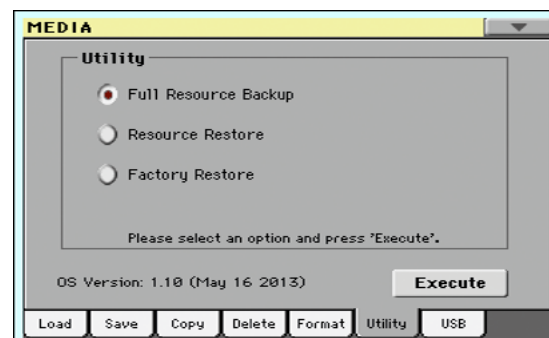 MEDIA
Utility
Full Resource Backup
Resource Restore
Factory Restore
Please select an option and press 'Execute'.
OS Version: 1.10 (May 16 2013)
Execute
Load Save Copy Delete Format Utility USB